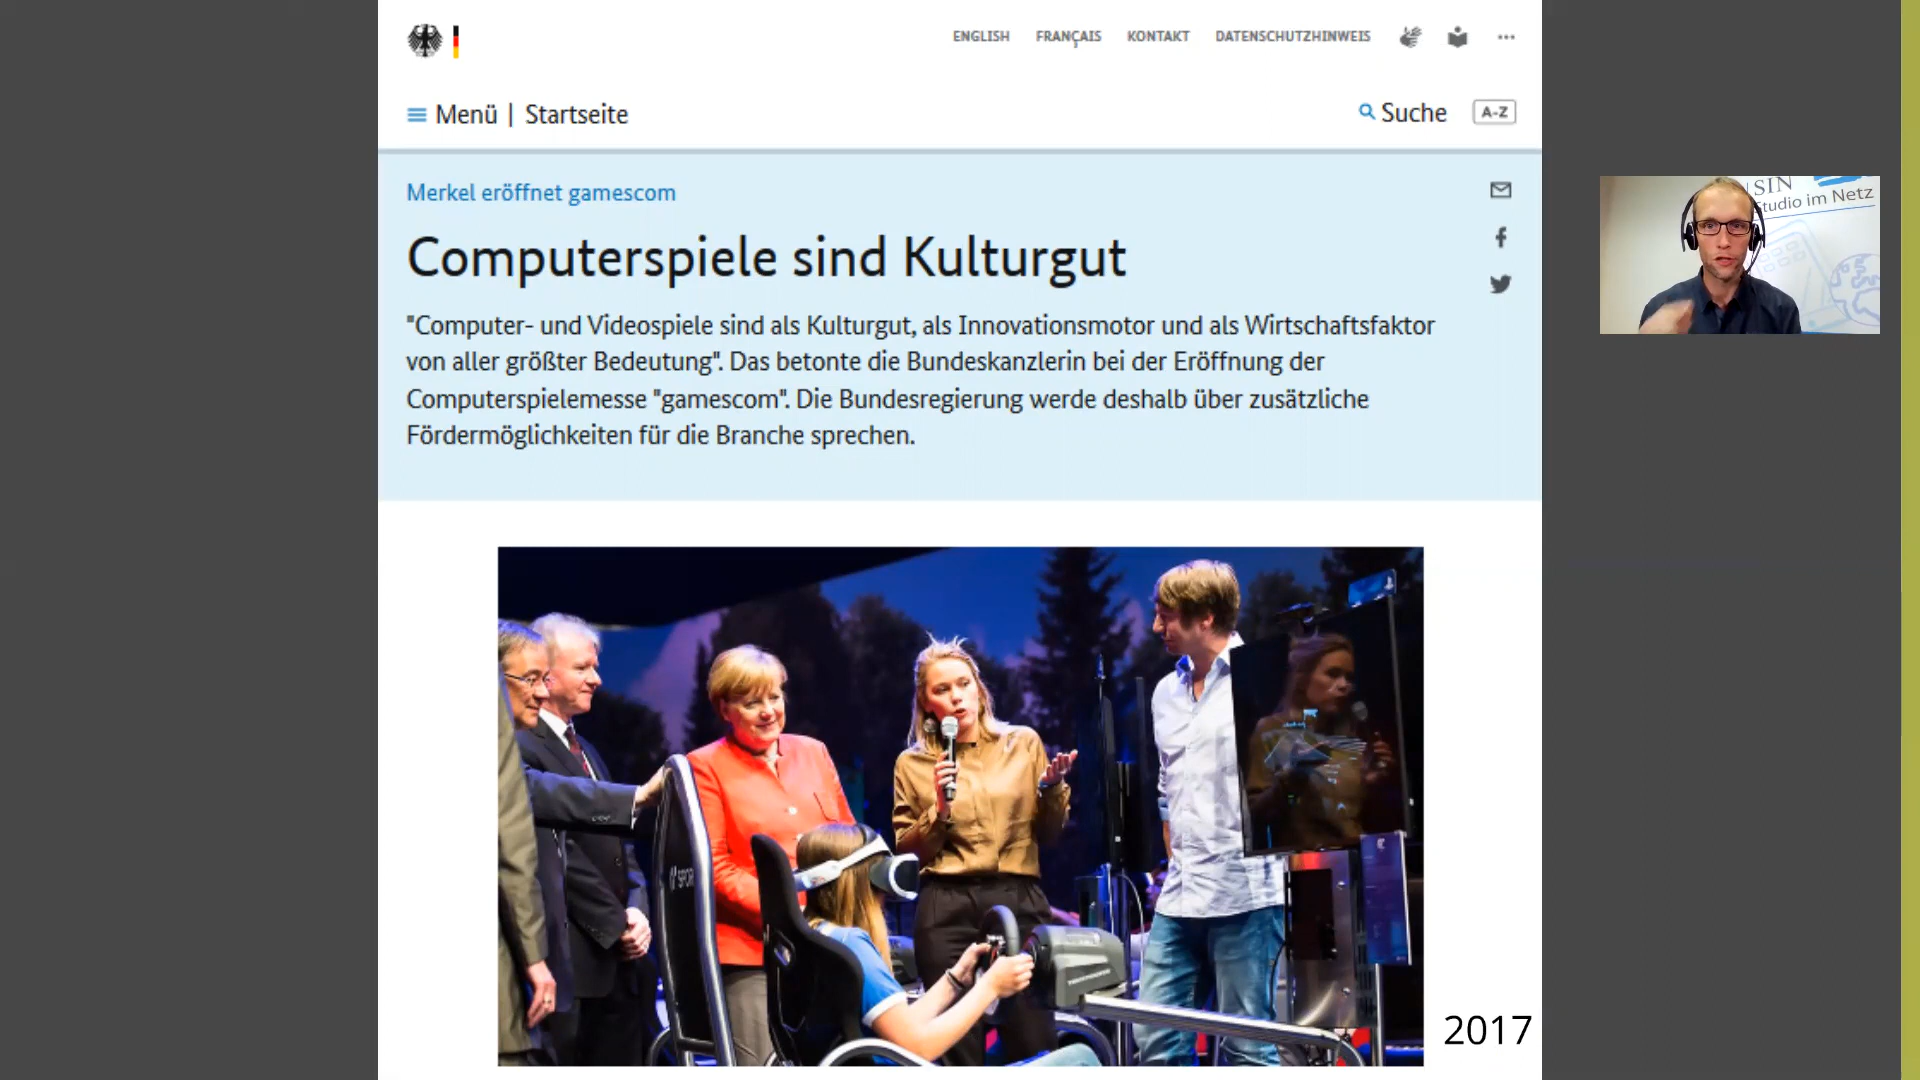 ENGLISH FRANÇAIS KONTAKT DATENSCHUTZHINWEIS
Menü | Startseite
Suche A-Z
Merkel eröffnet gamescom
Computerspiele sind Kulturgut
"Computer- und Videospiele sind als Kulturgut, als Innovationsmotor und als Wirtschaftsfaktor
von aller größter Bedeutung". Das betonte die Bundeskanzlerin bei der Eröffnung der
Computerspielemesse "gamescom". Die Bundesregierung werde deshalb über zusätzliche
Fördermöglichkeiten für die Branche sprechen.
SIN
Studio im Netz
2017